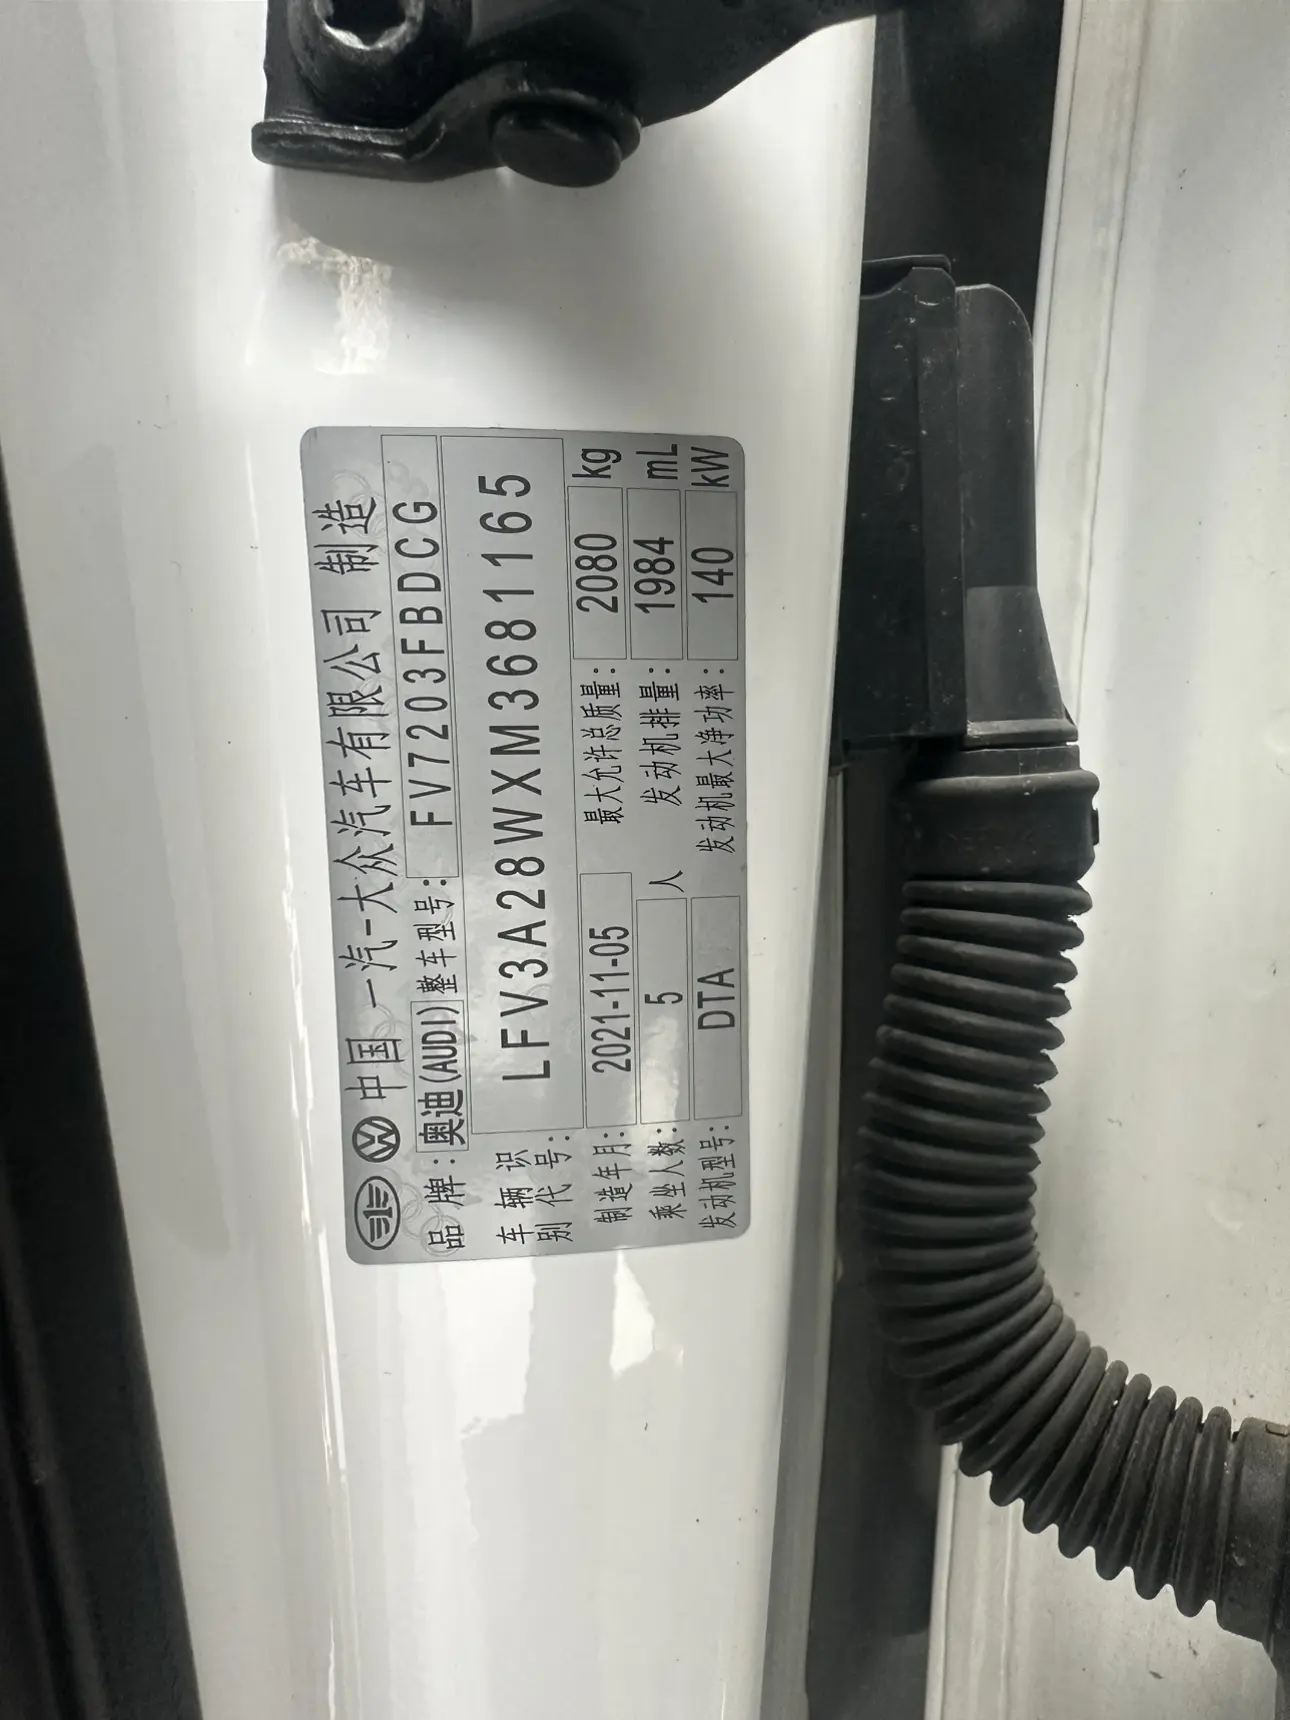 中国 一汽-大众汽车有限公司 制造
品牌: 奥迪(AUDI) 整车型号: FV7203FBDCG
车辆识别代号: LFV3A28WXM3681165
制造年月: 2021-11-05 最大允许总质量: 2080 kg
乘坐人数: 5 人 发动机排量: 1984 mL
发动机型号: DTA 发动机最大净功率: 140 kW